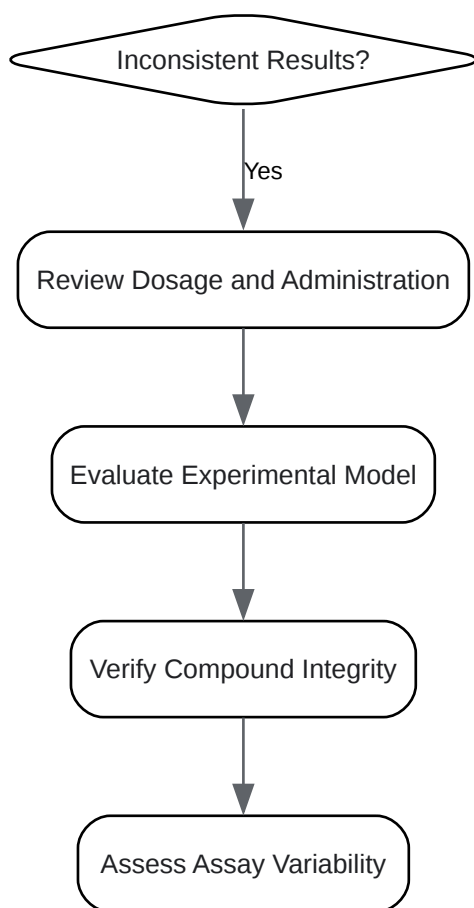 Inconsistent Results?
Yes
Review Dosage and Administration
Evaluate Experimental Model
Verify Compound Integrity
Assess Assay Variability